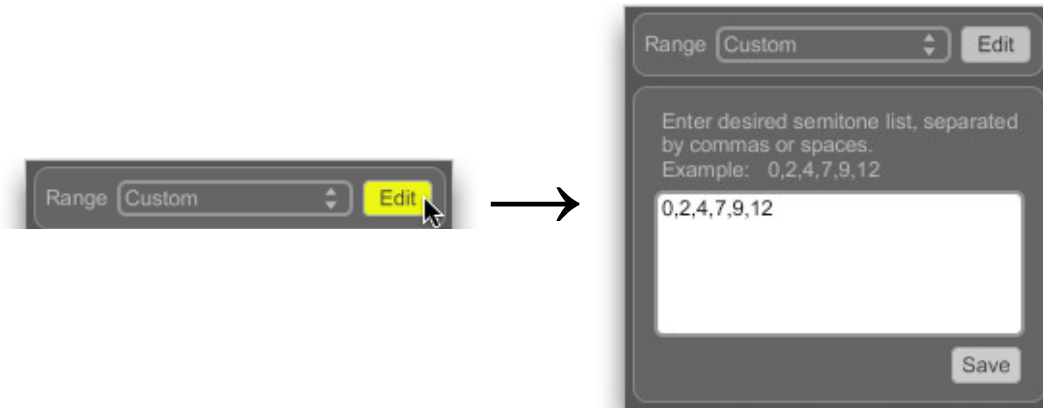 Range Custom Edit
Range Custom Edit
Enter desired semitone list, separated
by commas or spaces.
Example: 0,2,4,7,9,12
0,2,4,7,9,12
Save